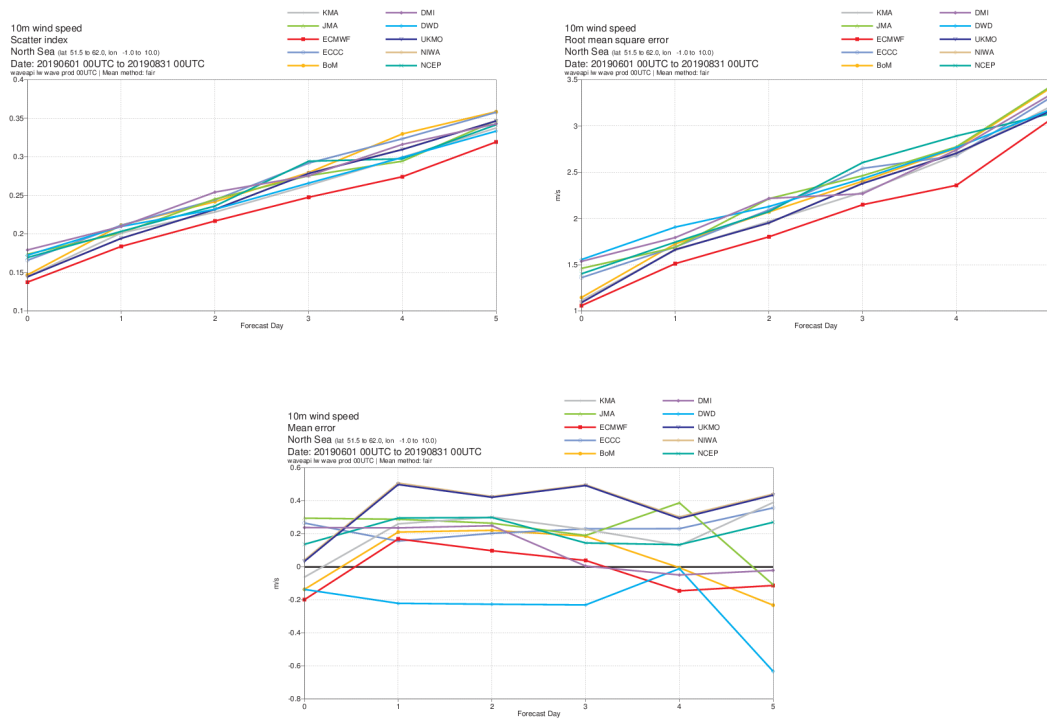 10m wind speed
Scatter index
North Sea (lat 51.5 to 62.0, lon -1.0 to 10.0)
Date: 20190601 00UTC to 20190831 00UTC
waveapi lw wave prod 00UTC | Mean method: fair
KMA DMI
JMA DWD
ECMWF UKMO
ECCC NIWA
BoM NCEP
0.4
0.35
0.3
0.25
0.2
0.15
0.1
0 1 2 3 4 5
Forecast Day
10m wind speed
Root mean square error
North Sea (lat 51.5 to 62.0, lon -1.0 to 10.0)
Date: 20190601 00UTC to 20190831 00UTC
waveapi lw wave prod 00UTC | Mean method: fair
KMA DMI
JMA DWD
ECMWF UKMO
ECCC NIWA
BoM NCEP
3.5
3
2.5
2
1.5
1
m/s
0 1 2 3 4
Forecast Day
10m wind speed
Mean error
North Sea (lat 51.5 to 62.0, lon -1.0 to 10.0)
Date: 20190601 00UTC to 20190831 00UTC
waveapi lw wave prod 00UTC | Mean method: fair
KMA DMI
JMA DWD
ECMWF UKMO
ECCC NIWA
BoM NCEP
0.6
0.4
0.2
0
-0.2
-0.4
-0.6
-0.8
m/s
0 1 2 3 4 5
Forecast Day